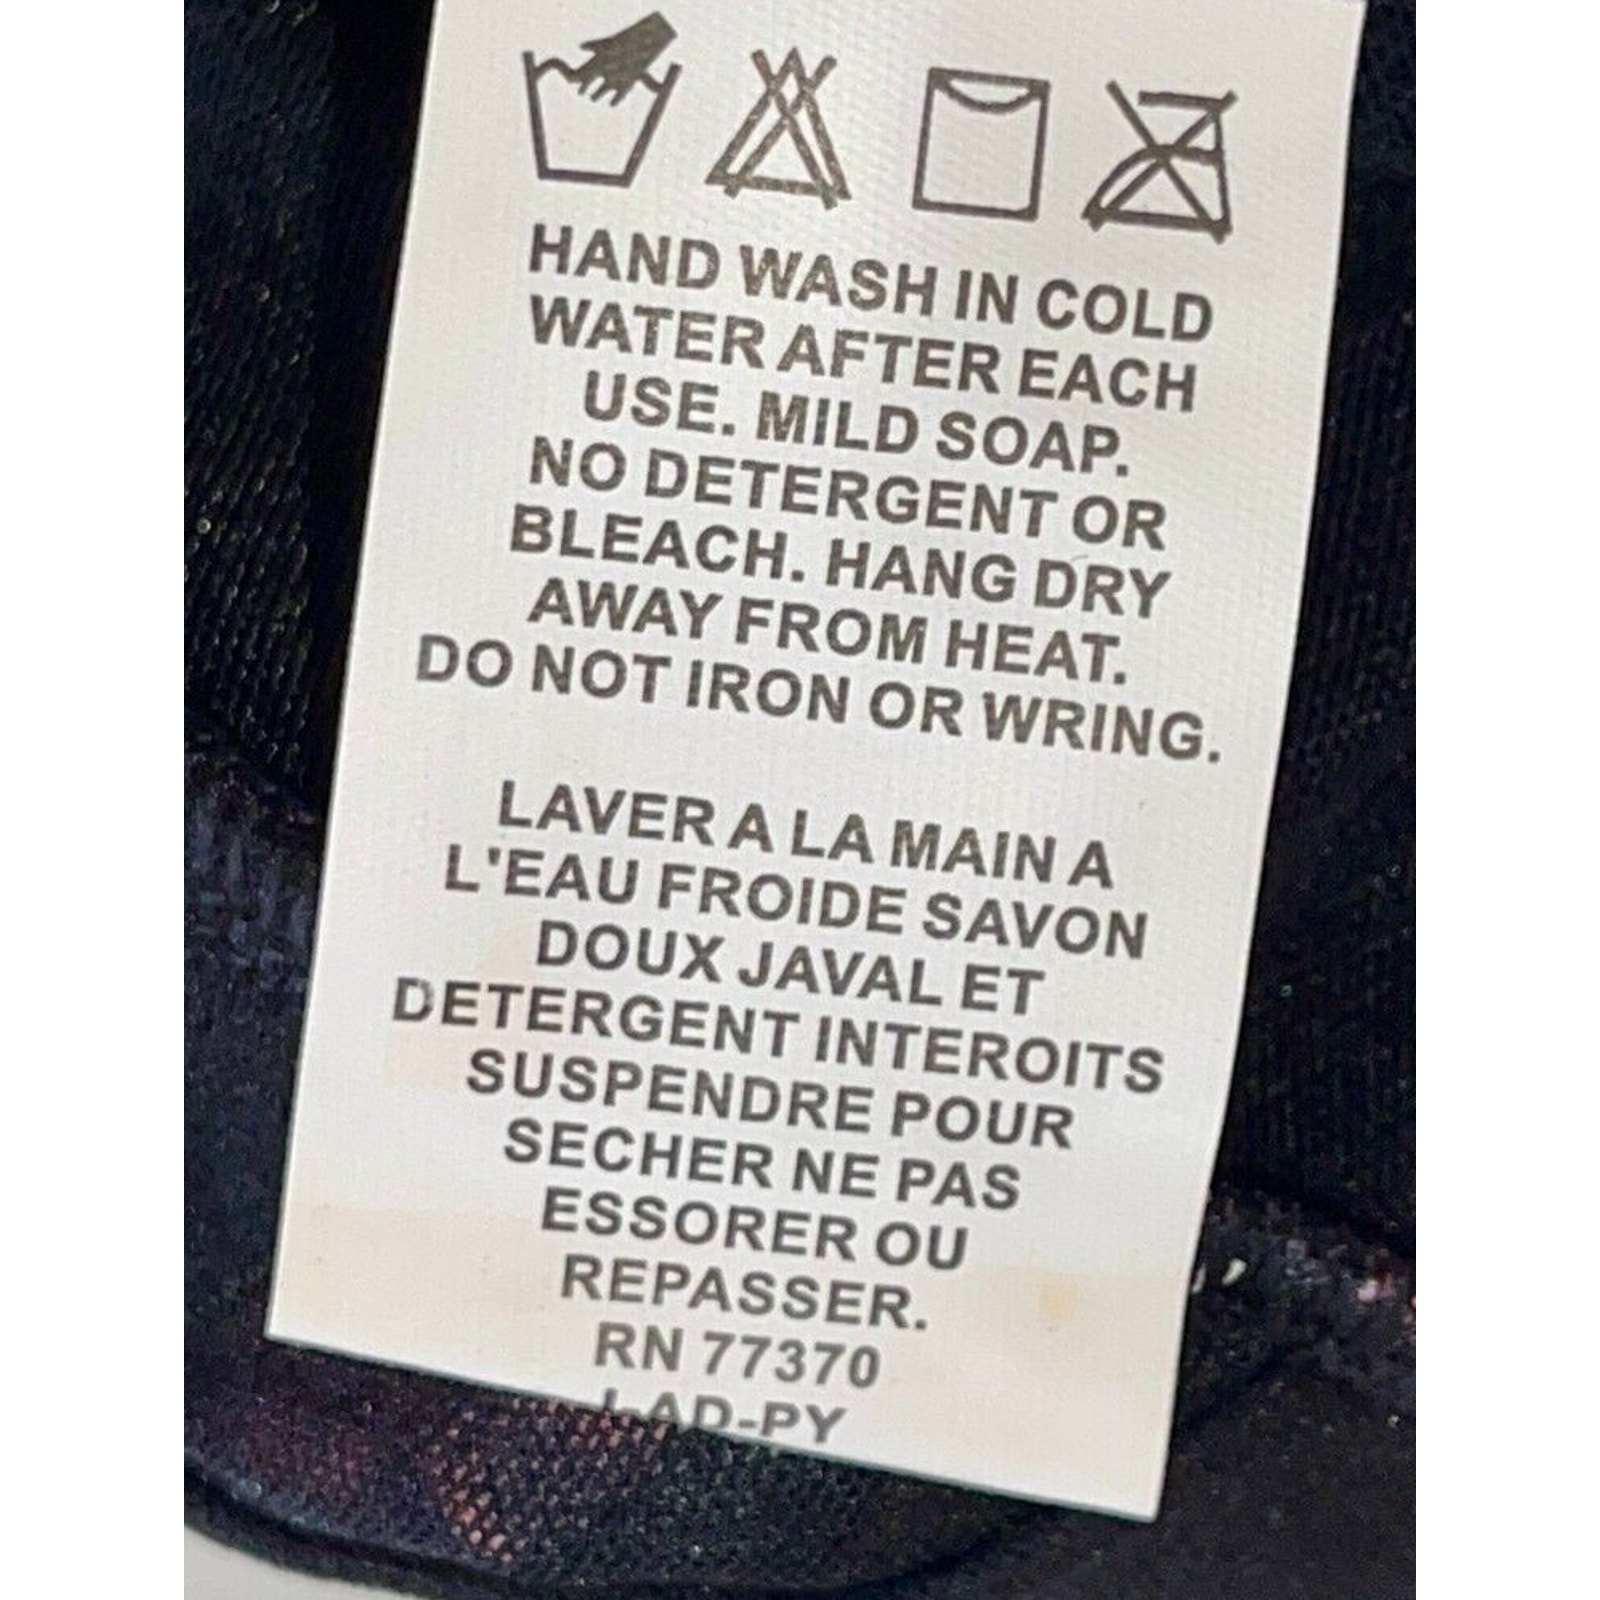 HAND WASH IN COLD
WATER AFTER EACH
USE. MILD SOAP.
NO DETERGENT OR
BLEACH. HANG DRY
AWAY FROM HEAT.
DO NOT IRON OR WRING.
LAVER A LA MAIN A
L'EAU FROIDE SAVON
DOUX JAVAL ET
DETERGENT INTEROITS
SUSPENDRE POUR
SECHER NE PAS
ESSORER OU
REPASSER.
RN 77370
LAD-PY